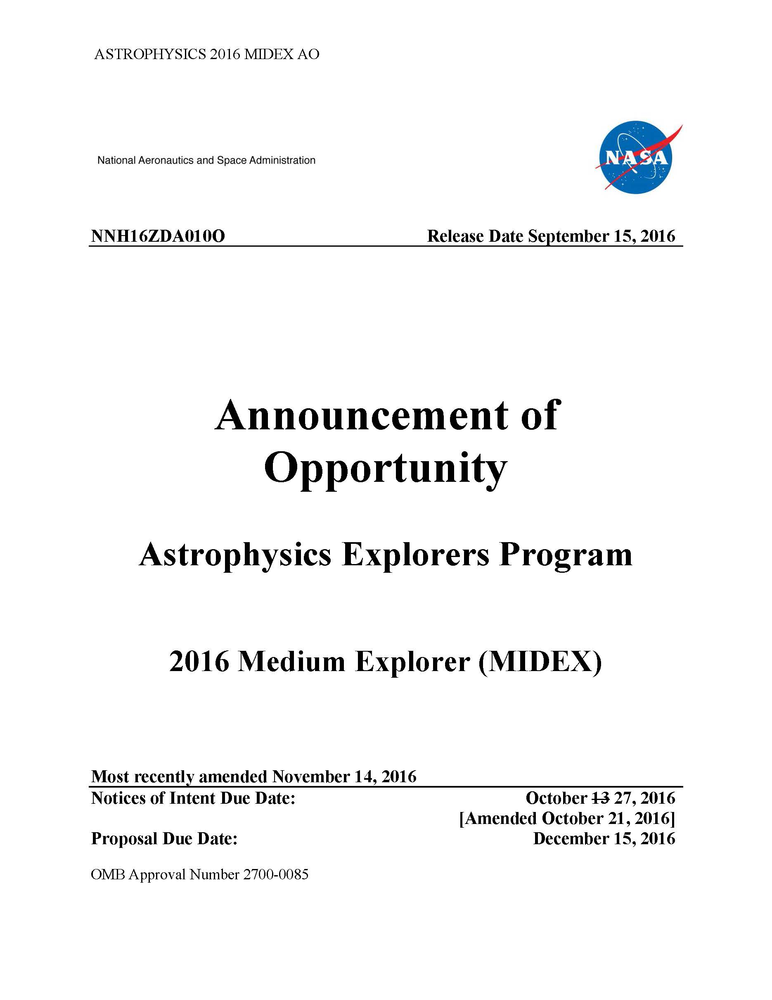 ASTROPHYSICS 2016 MIDEX AO
National Aeronautics and Space Administration
NASA
NNH16ZDA010O Release Date September 15, 2016
Announcement of
Opportunity
Astrophysics Explorers Program
2016 Medium Explorer (MIDEX)
Most recently amended November 14, 2016
Notices of Intent Due Date: October 13 27, 2016
[Amended October 21, 2016]
Proposal Due Date: December 15, 2016
OMB Approval Number 2700-0085